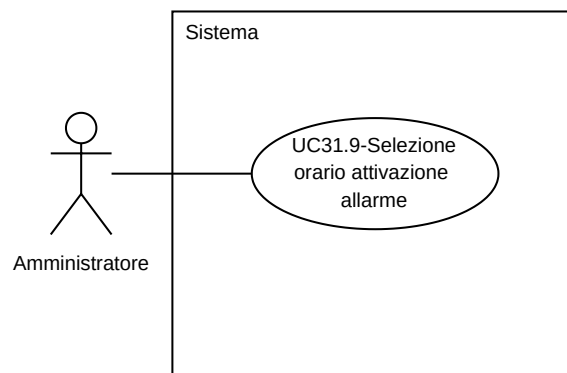 Sistema
UC31.9-Selezione
orario attivazione
allarme
Amministratore